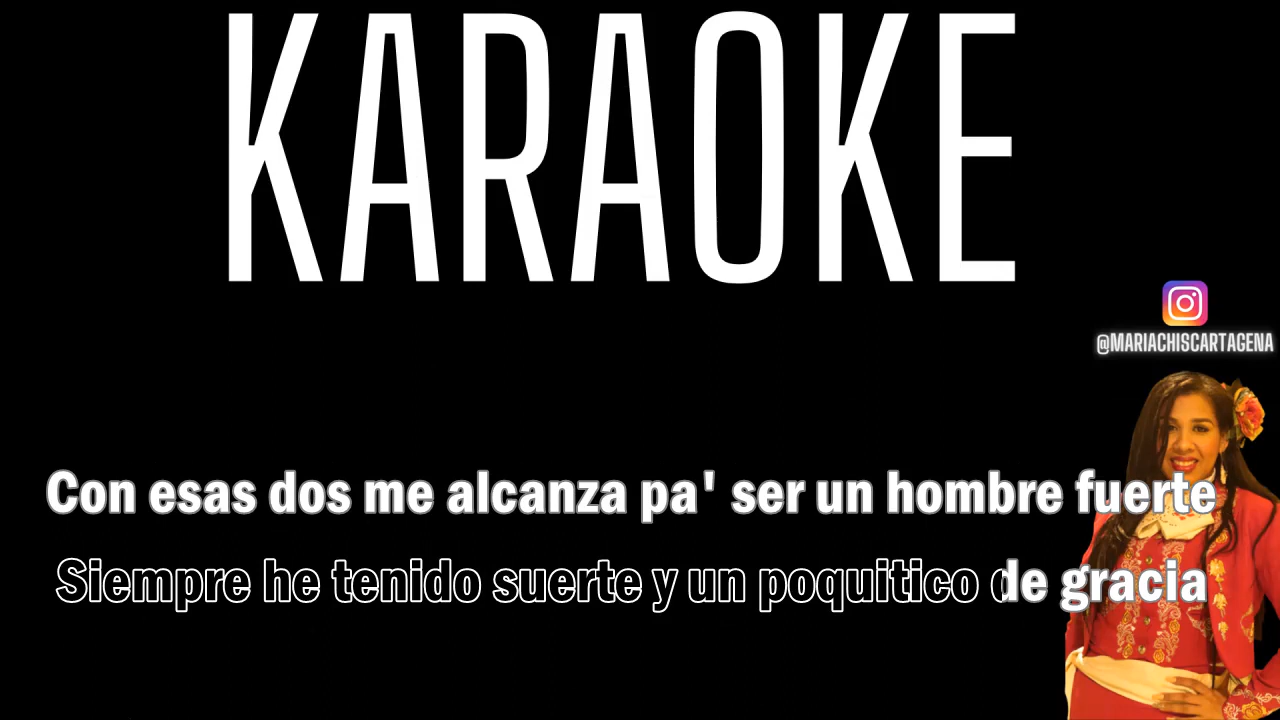 KARAOKE
@MARIACHISCARTAGENA
Con esas dos me alcanza pa' ser un hombre fuerte
Siempre he tenido suerte y un poquitico de gracia